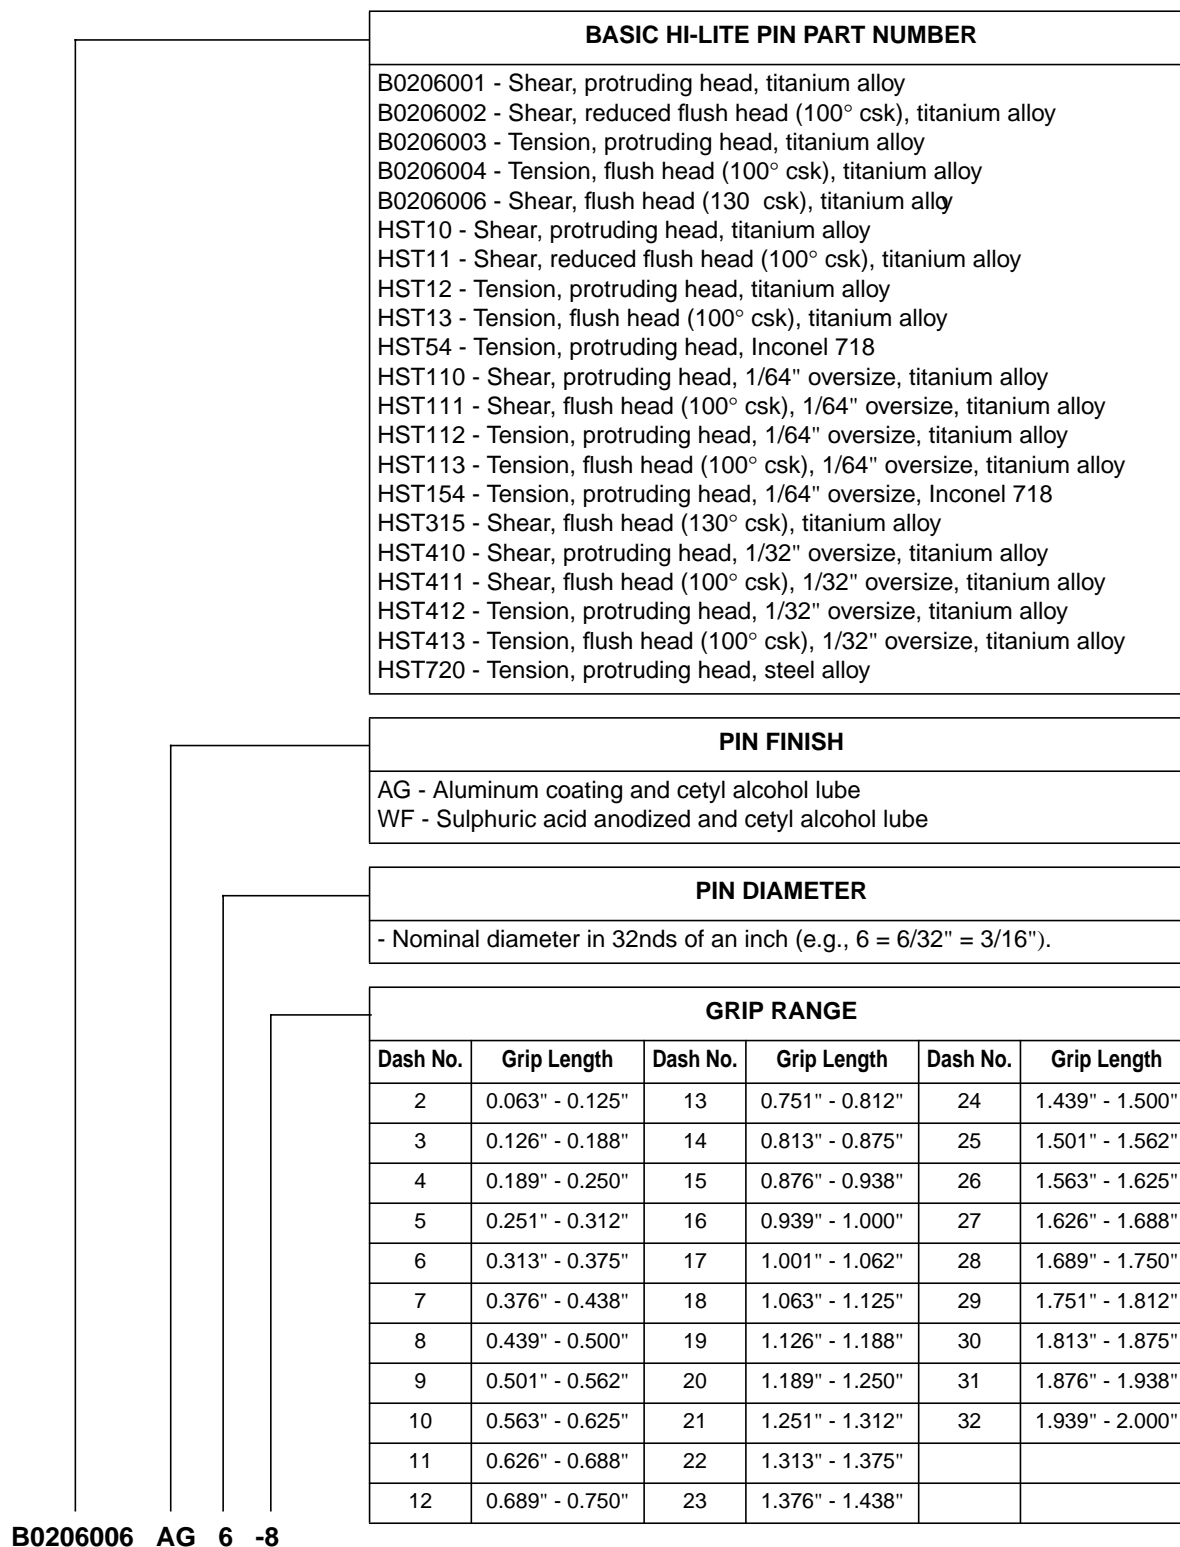 BASIC HI-LITE PIN PART NUMBER
B0206001 - Shear, protruding head, titanium alloy
B0206002 - Shear, reduced flush head (100° csk), titanium alloy
B0206003 - Tension, protruding head, titanium alloy
B0206004 - Tension, flush head (100° csk), titanium alloy
B0206006 - Shear, flush head (130 csk), titanium alloy
HST10 - Shear, protruding head, titanium alloy
HST11 - Shear, reduced flush head (100° csk), titanium alloy
HST12 - Tension, protruding head, titanium alloy
HST13 - Tension, flush head (100° csk), titanium alloy
HST54 - Tension, protruding head, Inconel 718
HST110 - Shear, protruding head, 1/64" oversize, titanium alloy
HST111 - Shear, flush head (100° csk), 1/64" oversize, titanium alloy
HST112 - Tension, protruding head, 1/64" oversize, titanium alloy
HST113 - Tension, flush head (100° csk), 1/64" oversize, titanium alloy
HST154 - Tension, protruding head, 1/64" oversize, Inconel 718
HST315 - Shear, flush head (130° csk), titanium alloy
HST410 - Shear, protruding head, 1/32" oversize, titanium alloy
HST411 - Shear, flush head (100° csk), 1/32" oversize, titanium alloy
HST412 - Tension, protruding head, 1/32" oversize, titanium alloy
HST413 - Tension, flush head (100° csk), 1/32" oversize, titanium alloy
HST720 - Tension, protruding head, steel alloy
PIN FINISH
AG - Aluminum coating and cetyl alcohol lube
WF - Sulphuric acid anodized and cetyl alcohol lube
PIN DIAMETER
- Nominal diameter in 32nds of an inch (e.g., 6 = 6/32" = 3/16").
GRIP RANGE
Dash No. Grip Length Dash No. Grip Length Dash No. Grip Length
2 0.063" - 0.125" 13 0.751" - 0.812" 24 1.439" - 1.500"
3 0.126" - 0.188" 14 0.813" - 0.875" 25 1.501" - 1.562"
4 0.189" - 0.250" 15 0.876" - 0.938" 26 1.563" - 1.625"
5 0.251" - 0.312" 16 0.939" - 1.000" 27 1.626" - 1.688"
6 0.313" - 0.375" 17 1.001" - 1.062" 28 1.689" - 1.750"
7 0.376" - 0.438" 18 1.063" - 1.125" 29 1.751" - 1.812"
8 0.439" - 0.500" 19 1.126" - 1.188" 30 1.813" - 1.875"
9 0.501" - 0.562" 20 1.189" - 1.250" 31 1.876" - 1.938"
10 0.563" - 0.625" 21 1.251" - 1.312" 32 1.939" - 2.000"
11 0.626" - 0.688" 22 1.313" - 1.375"
12 0.689" - 0.750" 23 1.376" - 1.438"
B0206006 AG 6 -8